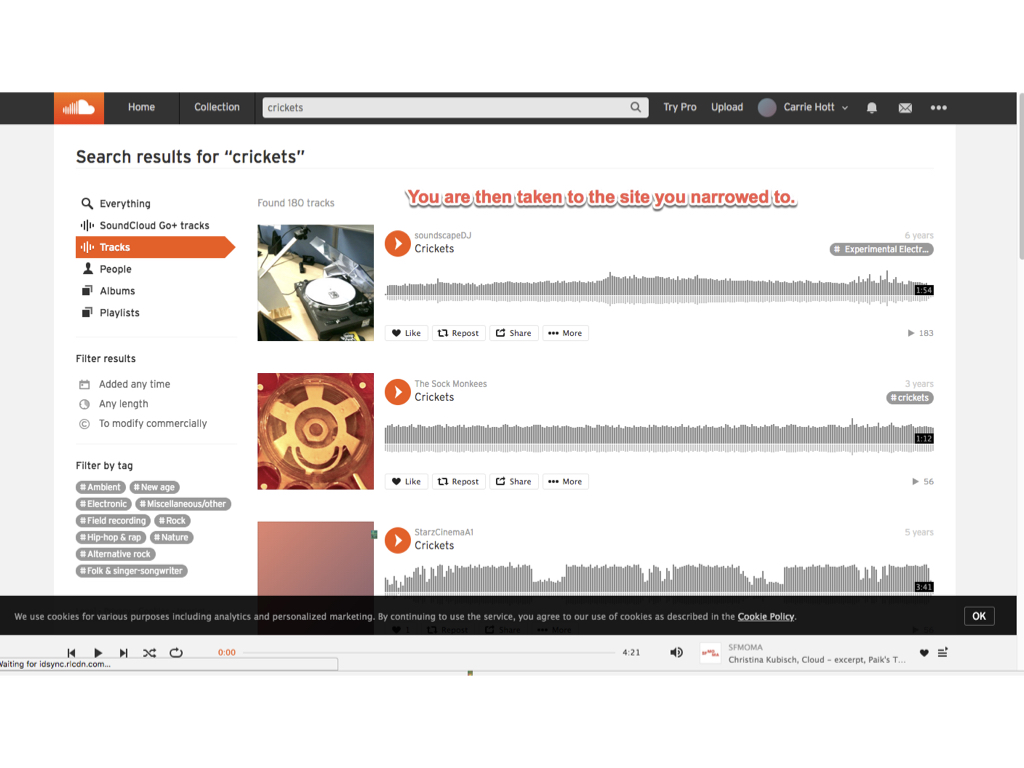 Home
Collection
crickets
Try Pro
Upload
Carrie Hott
Search results for “crickets”
Everything
SoundCloud Go+ tracks
Tracks
People
Albums
Playlists
Filter results
Added any time
Any length
To modify commercially
Filter by tag
# Ambient # New age
# Electronic # Miscellaneous/other
# Field recording # Rock
# Hip-hop & rap # Nature
# Alternative rock
# Folk & singer-songwriter
Found 180 tracks
You are then taken to the site you narrowed to.
soundscapeDJ
Crickets
6 years
# Experimental Electr...
1:54
Like Repost Share More
183
The Sock Monkees
Crickets
3 years
# crickets
1:12
Like Repost Share More
56
StarzCinemaA1
Crickets
5 years
3:41
We use cookies for various purposes including analytics and personalized marketing. By continuing to use the service, you agree to our use of cookies as described in the Cookie Policy.
OK
0:00
4:21
SFMOMA
Christina Kubisch, Cloud – excerpt, Paik's T...
Waiting for idsync.rlcdn.com...